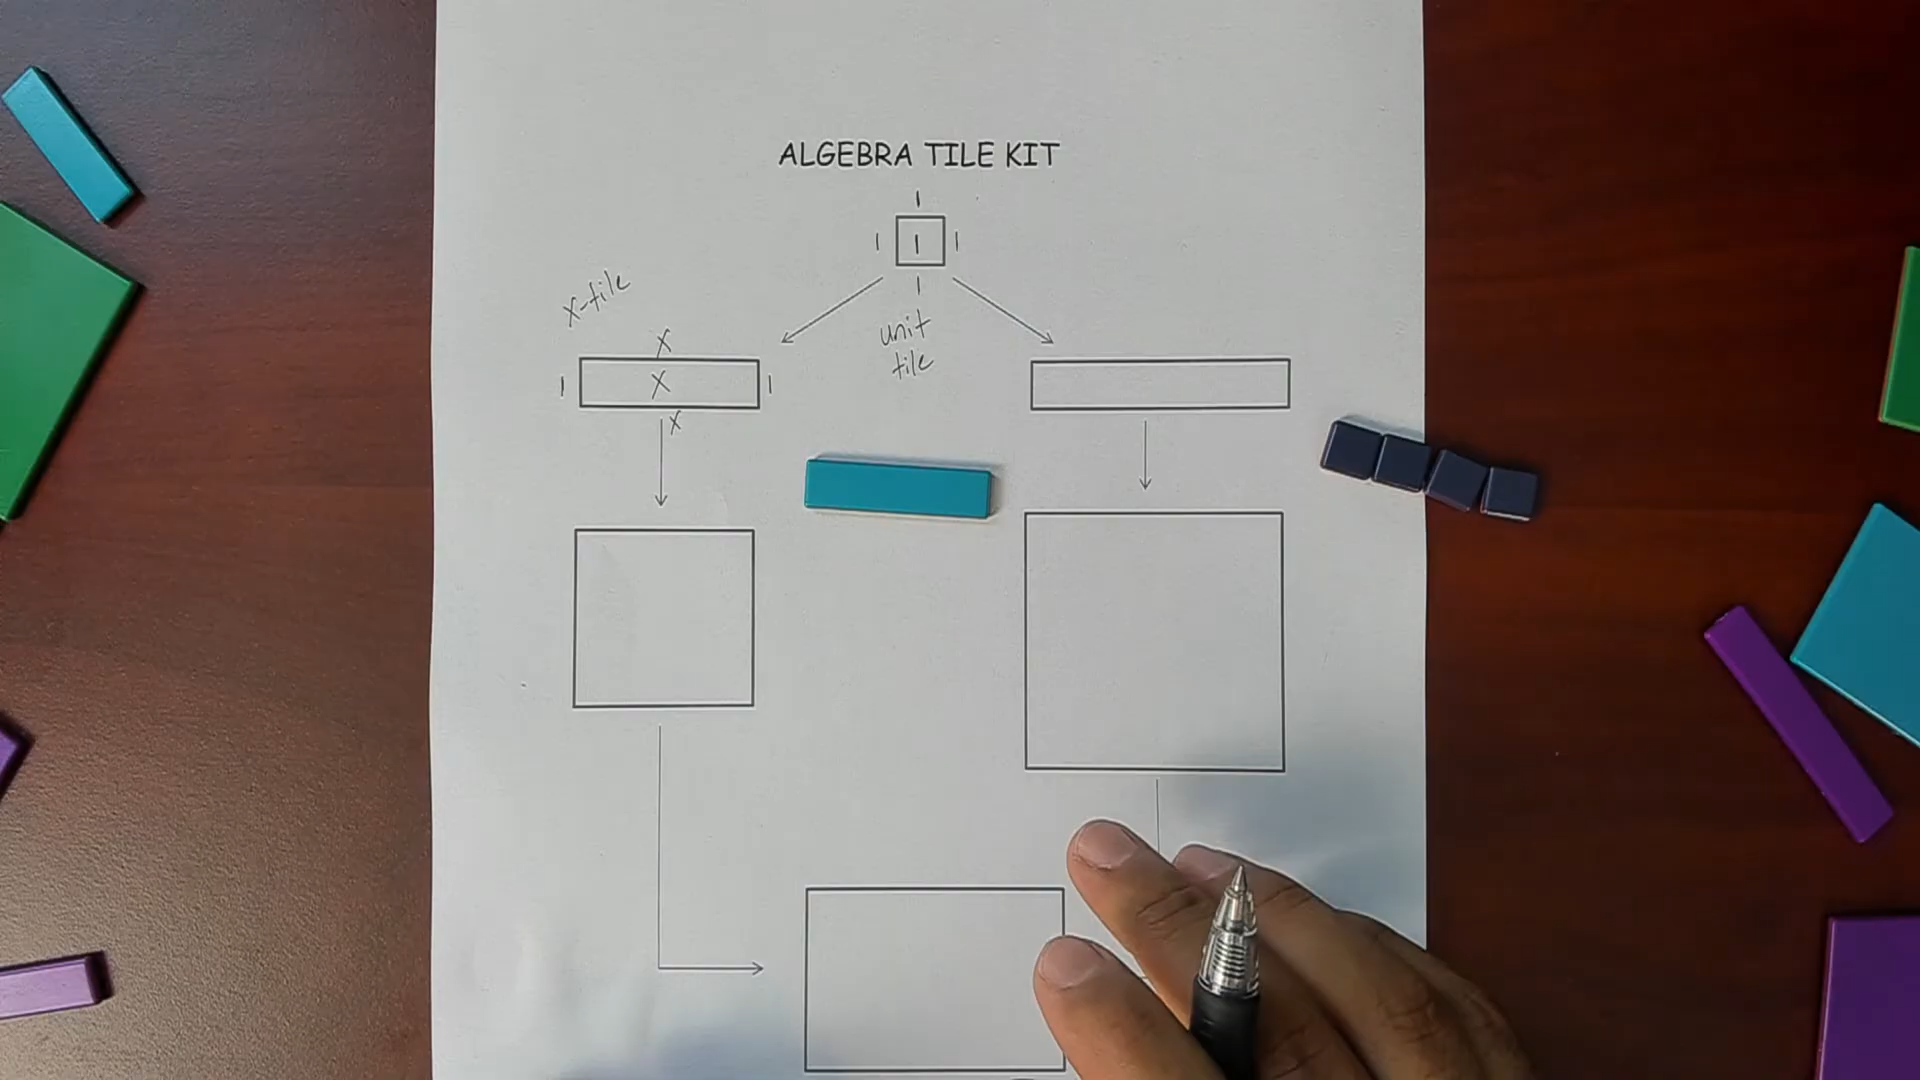 ALGEBRA TILE KIT
1
1 1 1
1
unit
tile
x-tile
x
1 x 1
x